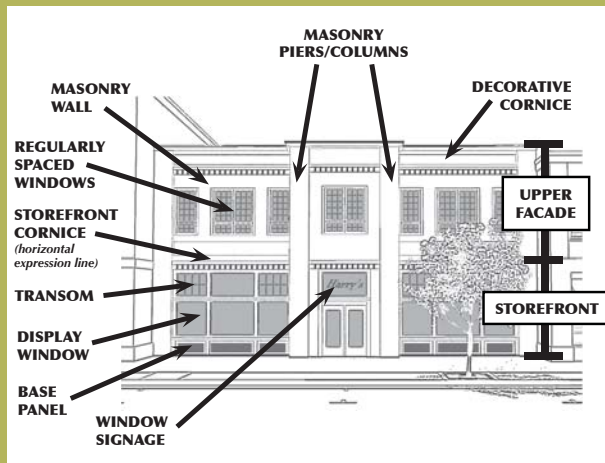 MASONRY
PIERS/COLUMNS
MASONRY
WALL
DECORATIVE
CORNICE
REGULARLY
SPACED
WINDOWS
UPPER
FACADE
STOREFRONT
CORNICE
(horizontal
expression line)
Harry's
TRANSOM
STOREFRONT
DISPLAY
WINDOW
BASE
PANEL
WINDOW
SIGNAGE